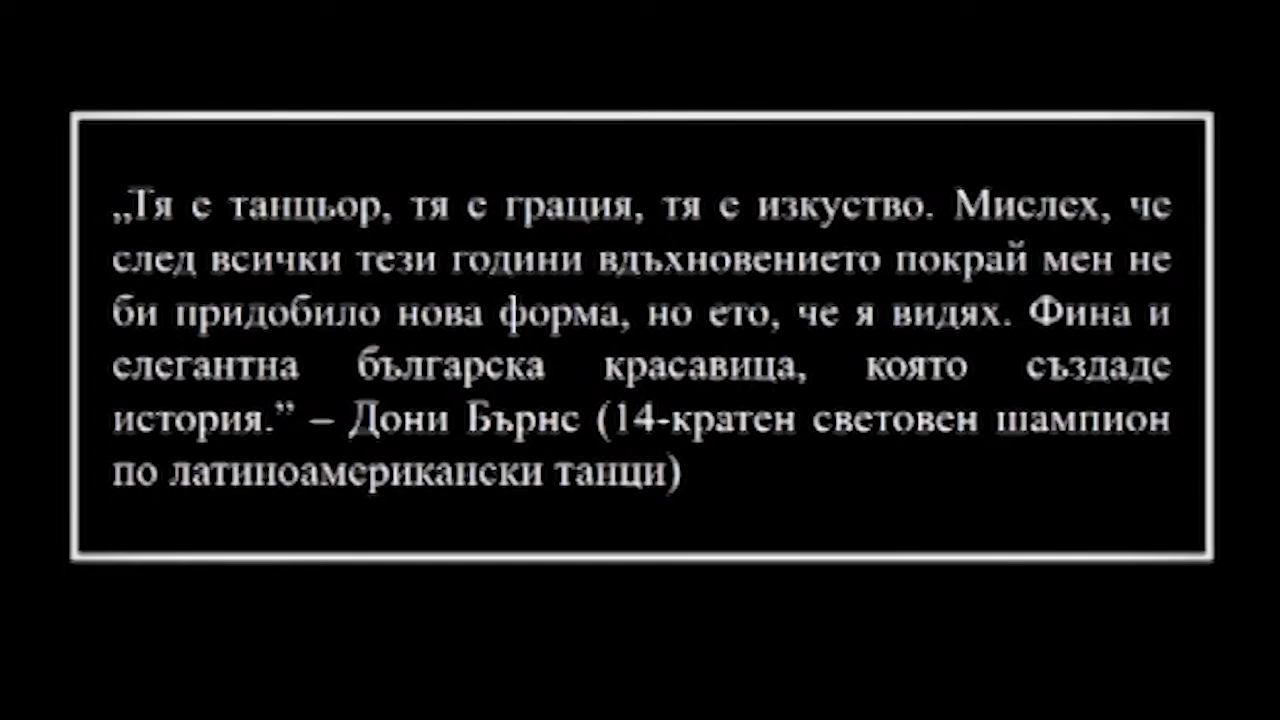 „Тя е танцьор, тя е грация, тя е изкуство. Мислех, че
след всички тези години вдъхновението покрай мен не
би придобило нова форма, но ето, че я видях. Фина и
елегантна българска красавица, която създаде
история.” – Дони Бърнс (14-кратен световен шампион
по латиноамерикански танци)